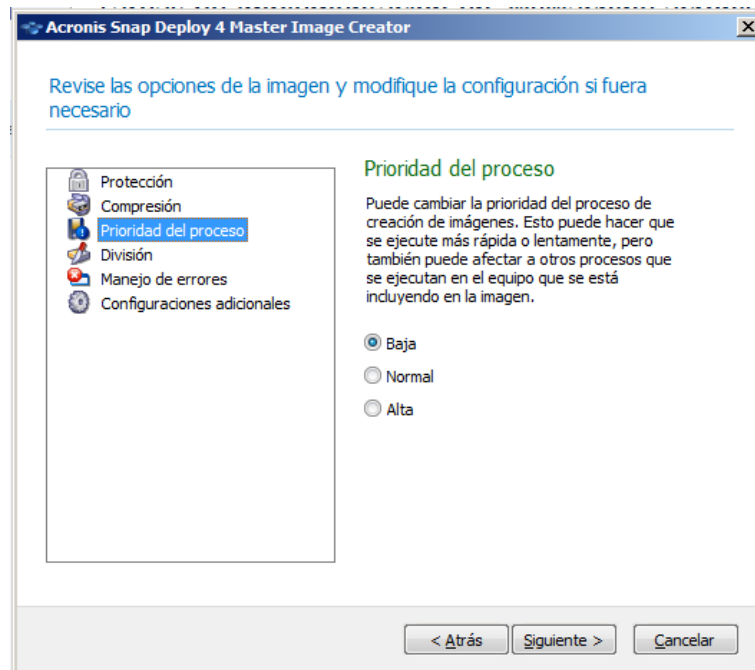 Acronis Snap Deploy 4 Master Image Creator
Revise las opciones de la imagen y modifique la configuración si fuera
necesario
Protección
Compresión
Prioridad del proceso
División
Manejo de errores
Configuraciones adicionales
Prioridad del proceso
Puede cambiar la prioridad del proceso de
creación de imágenes. Esto puede hacer que
se ejecute más rápida o lentamente, pero
también puede afectar a otros procesos que
se ejecutan en el equipo que se está
incluyendo en la imagen.
Baja
Normal
Alta
< Atrás
Siguiente >
Cancelar